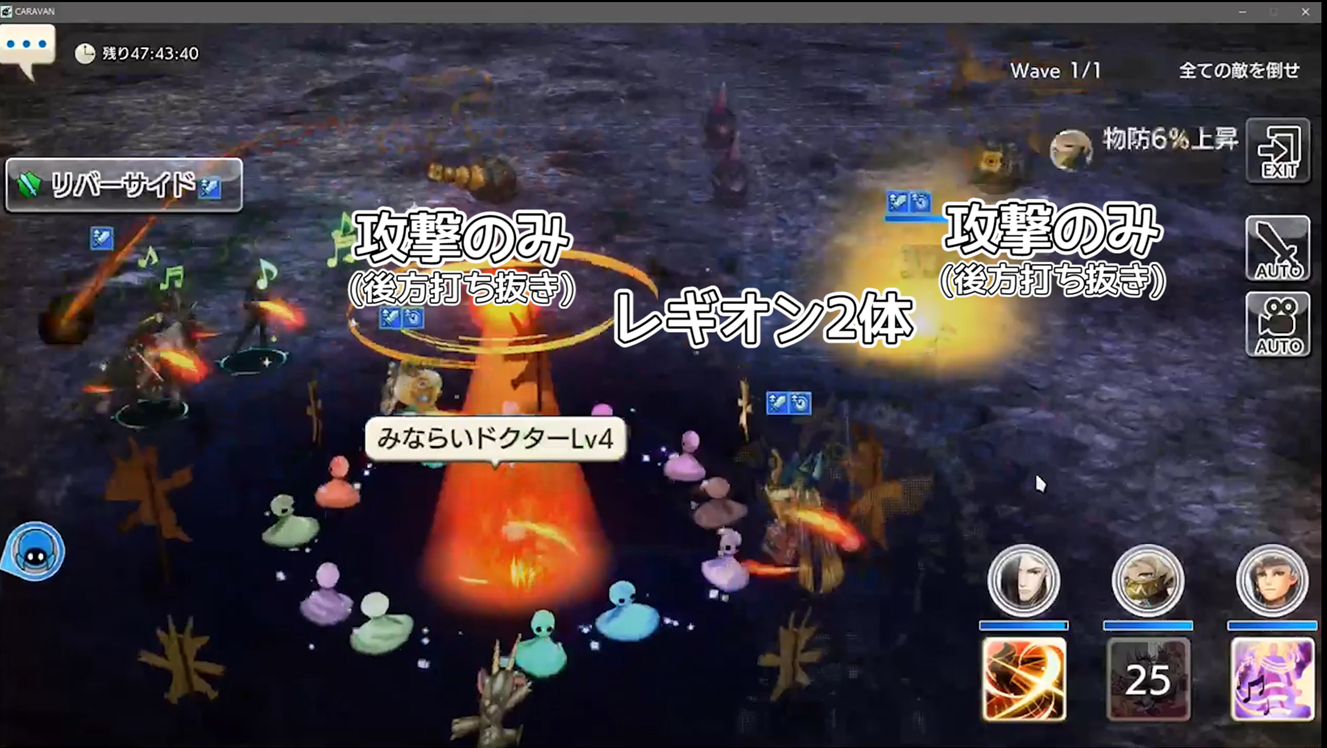 CARAVAN
残り47:43:40
Wave 1/1
全ての敵を倒せ
物防6%上昇
EXIT
リバーサイド
攻撃のみ
(後方打ち抜き)
攻撃のみ
(後方打ち抜き)
レギオン2体
AUTO
AUTO
みならいドクターLv4
25